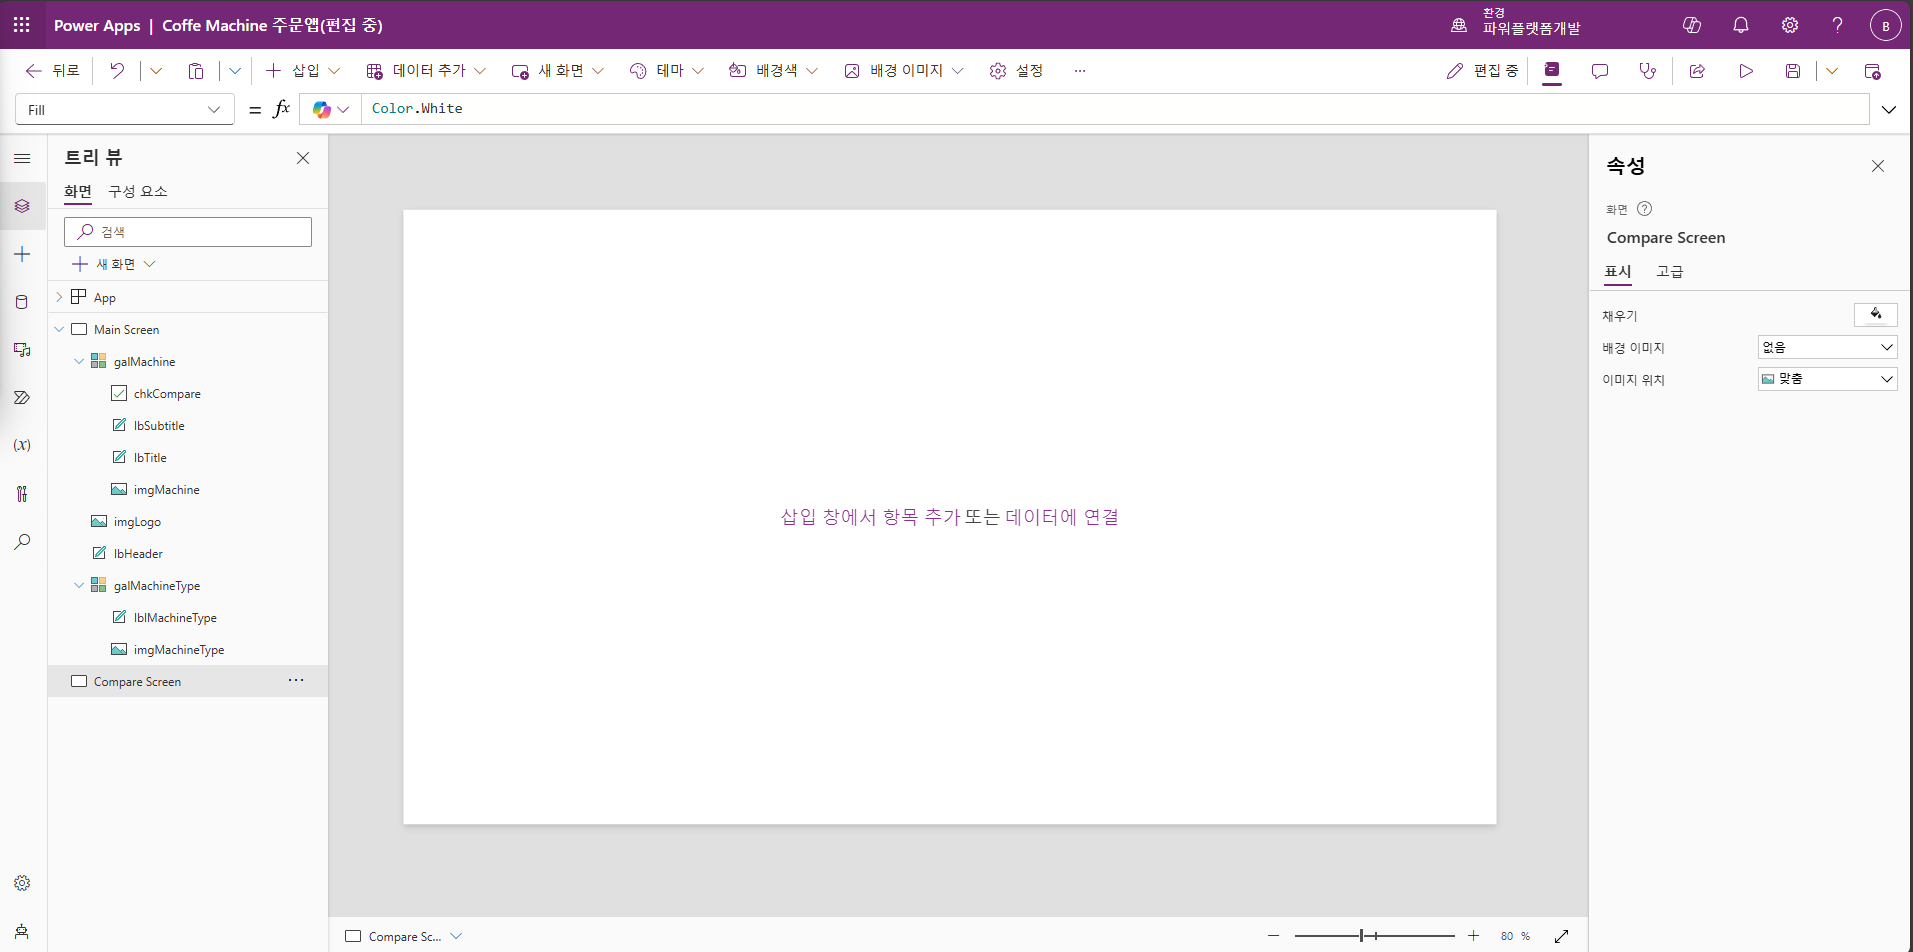 Power Apps | Coffe Machine 주문앱(편집 중)
환경
파워플랫폼개발
B
뒤로
삽입
데이터 추가
새 화면
테마
배경색
배경 이미지
설정
편집 중
Fill
= fx
Color.White
트리 뷰
화면 구성 요소
검색
새 화면
App
Main Screen
galMachine
chkCompare
lbSubtitle
lbTitle
imgMachine
imgLogo
lbHeader
galMachineType
lblMachineType
imgMachineType
Compare Screen
(x)
삽입 창에서 항목 추가 또는 데이터에 연결
Compare Sc...
80 %
속성
화면
Compare Screen
표시 고급
채우기
배경 이미지 없음
이미지 위치 맞춤